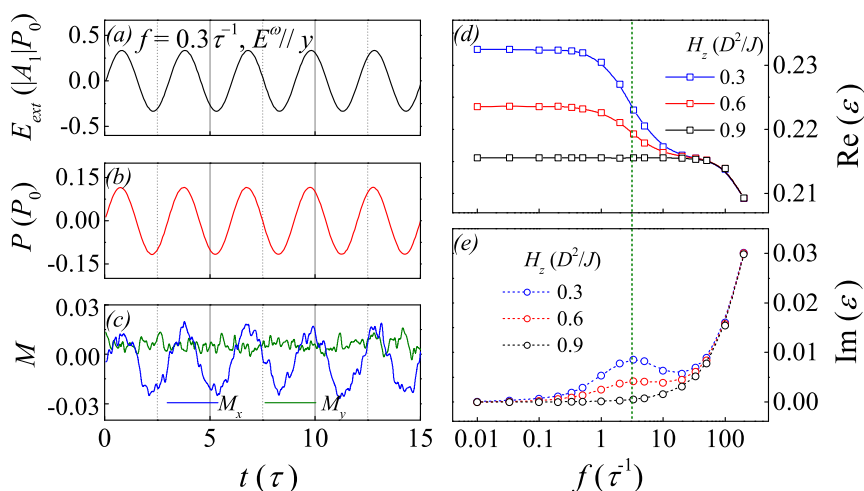 (a) f = 0.3 τ⁻¹, E^ω // y
E_ext (|A₁|P₀)
0.5
0.0
-0.5
(b)
P (P₀)
0.15
0.00
-0.15
(c)
M
0.03
0.00
-0.03
M_x M_y
0 5 10 15
t (τ)
(d)
H_z (D²/J)
0.3
0.6
0.9
0.23
0.22
0.21
Re (ε)
(e)
H_z (D²/J)
0.3
0.6
0.9
0.03
0.02
0.01
0.00
Im (ε)
0.01 0.1 1 10 100
f (τ⁻¹)